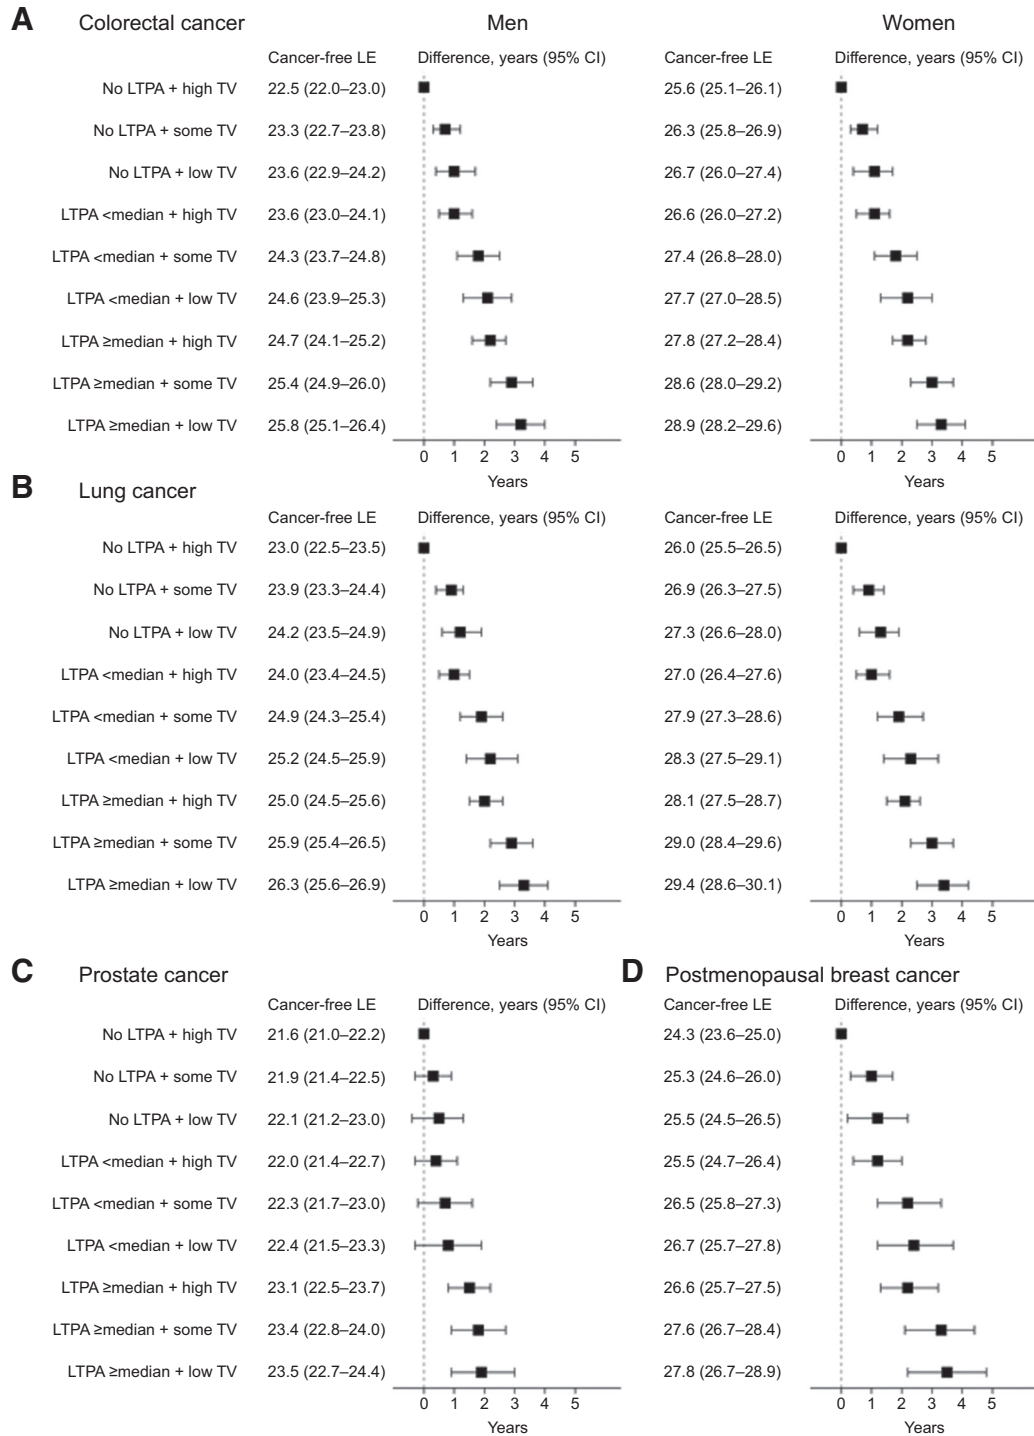 A Colorectal cancer Men Women
Cancer-free LE Difference, years (95% CI) Cancer-free LE Difference, years (95% CI)
No LTPA + high TV 22.5 (22.0–23.0) 25.6 (25.1–26.1)
No LTPA + some TV 23.3 (22.7–23.8) 26.3 (25.8–26.9)
No LTPA + low TV 23.6 (22.9–24.2) 26.7 (26.0–27.4)
LTPA <median + high TV 23.6 (23.0–24.1) 26.6 (26.0–27.2)
LTPA <median + some TV 24.3 (23.7–24.8) 27.4 (26.8–28.0)
LTPA <median + low TV 24.6 (23.9–25.3) 27.7 (27.0–28.5)
LTPA ≥median + high TV 24.7 (24.1–25.2) 27.8 (27.2–28.4)
LTPA ≥median + some TV 25.4 (24.9–26.0) 28.6 (28.0–29.2)
LTPA ≥median + low TV 25.8 (25.1–26.4) 28.9 (28.2–29.6)
0 1 2 3 4 5 0 1 2 3 4 5
Years Years
B Lung cancer
Cancer-free LE Difference, years (95% CI) Cancer-free LE Difference, years (95% CI)
No LTPA + high TV 23.0 (22.5–23.5) 26.0 (25.5–26.5)
No LTPA + some TV 23.9 (23.3–24.4) 26.9 (26.3–27.5)
No LTPA + low TV 24.2 (23.5–24.9) 27.3 (26.6–28.0)
LTPA <median + high TV 24.0 (23.4–24.5) 27.0 (26.4–27.6)
LTPA <median + some TV 24.9 (24.3–25.4) 27.9 (27.3–28.6)
LTPA <median + low TV 25.2 (24.5–25.9) 28.3 (27.5–29.1)
LTPA ≥median + high TV 25.0 (24.5–25.6) 28.1 (27.5–28.7)
LTPA ≥median + some TV 25.9 (25.4–26.5) 29.0 (28.4–29.6)
LTPA ≥median + low TV 26.3 (25.6–26.9) 29.4 (28.6–30.1)
0 1 2 3 4 5 0 1 2 3 4 5
Years Years
C Prostate cancer D Postmenopausal breast cancer
Cancer-free LE Difference, years (95% CI) Cancer-free LE Difference, years (95% CI)
No LTPA + high TV 21.6 (21.0–22.2) 24.3 (23.6–25.0)
No LTPA + some TV 21.9 (21.4–22.5) 25.3 (24.6–26.0)
No LTPA + low TV 22.1 (21.2–23.0) 25.5 (24.5–26.5)
LTPA <median + high TV 22.0 (21.4–22.7) 25.5 (24.7–26.4)
LTPA <median + some TV 22.3 (21.7–23.0) 26.5 (25.8–27.3)
LTPA <median + low TV 22.4 (21.5–23.3) 26.7 (25.7–27.8)
LTPA ≥median + high TV 23.1 (22.5–23.7) 26.6 (25.7–27.5)
LTPA ≥median + some TV 23.4 (22.8–24.0) 27.6 (26.7–28.4)
LTPA ≥median + low TV 23.5 (22.7–24.4) 27.8 (26.7–28.9)
0 1 2 3 4 5 0 1 2 3 4 5
Years Years